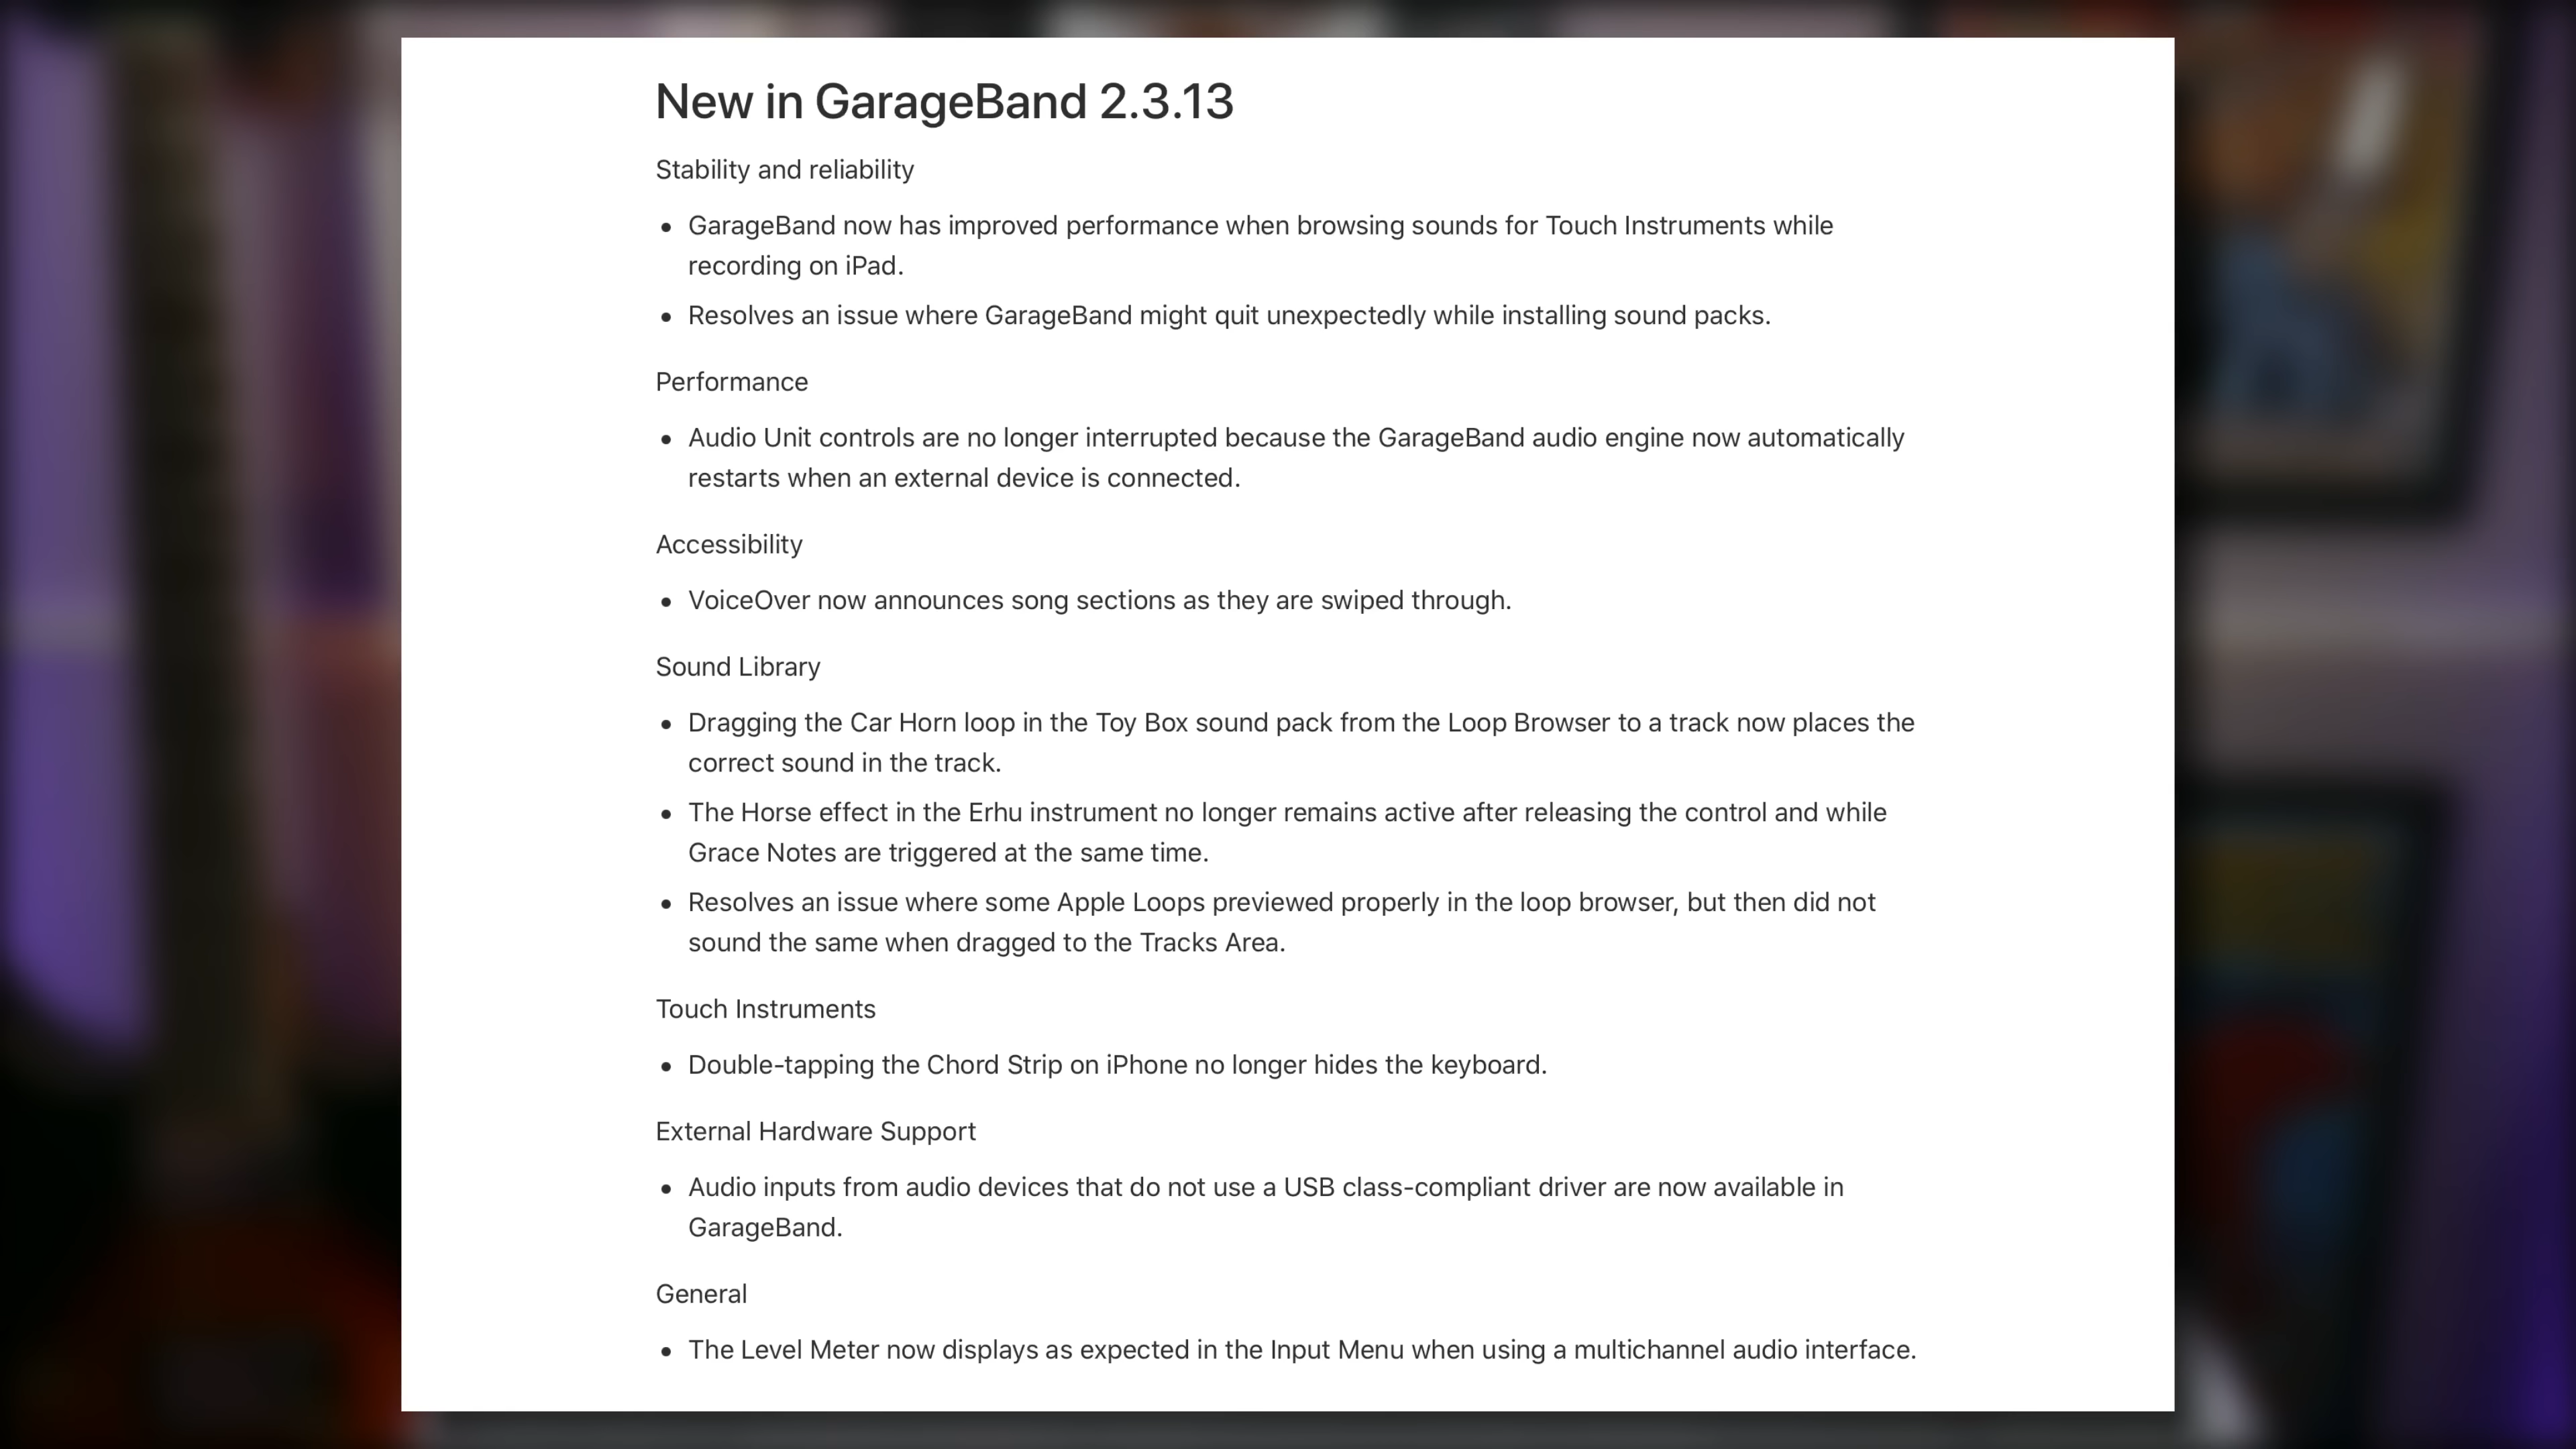 New in GarageBand 2.3.13
Stability and reliability
• GarageBand now has improved performance when browsing sounds for Touch Instruments while
recording on iPad.
• Resolves an issue where GarageBand might quit unexpectedly while installing sound packs.
Performance
• Audio Unit controls are no longer interrupted because the GarageBand audio engine now automatically
restarts when an external device is connected.
Accessibility
• VoiceOver now announces song sections as they are swiped through.
Sound Library
• Dragging the Car Horn loop in the Toy Box sound pack from the Loop Browser to a track now places the
correct sound in the track.
• The Horse effect in the Erhu instrument no longer remains active after releasing the control and while
Grace Notes are triggered at the same time.
• Resolves an issue where some Apple Loops previewed properly in the loop browser, but then did not
sound the same when dragged to the Tracks Area.
Touch Instruments
• Double-tapping the Chord Strip on iPhone no longer hides the keyboard.
External Hardware Support
• Audio inputs from audio devices that do not use a USB class-compliant driver are now available in
GarageBand.
General
• The Level Meter now displays as expected in the Input Menu when using a multichannel audio interface.